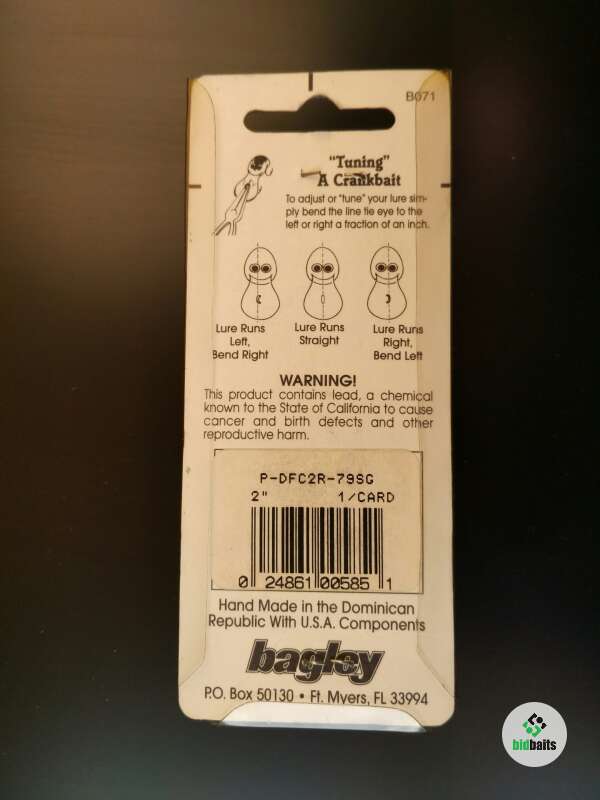 B071
"Tuning"
A Crankbait
To adjust or "tune" your lure sim-
ply bend the line tie eye to the
left or right a fraction of an inch.
Lure Runs
Left,
Bend Right
Lure Runs
Straight
Lure Runs
Right,
Bend Left
WARNING!
This product contains lead, a chemical
known to the State of California to cause
cancer and birth defects and other
reproductive harm.
P-DFC2R-79SG
2" 1/CARD
0 24861 00585 1
Hand Made in the Dominican
Republic With U.S.A. Components
bagley
P.O. Box 50130 • Ft. Myers, FL 33994
bidbaits